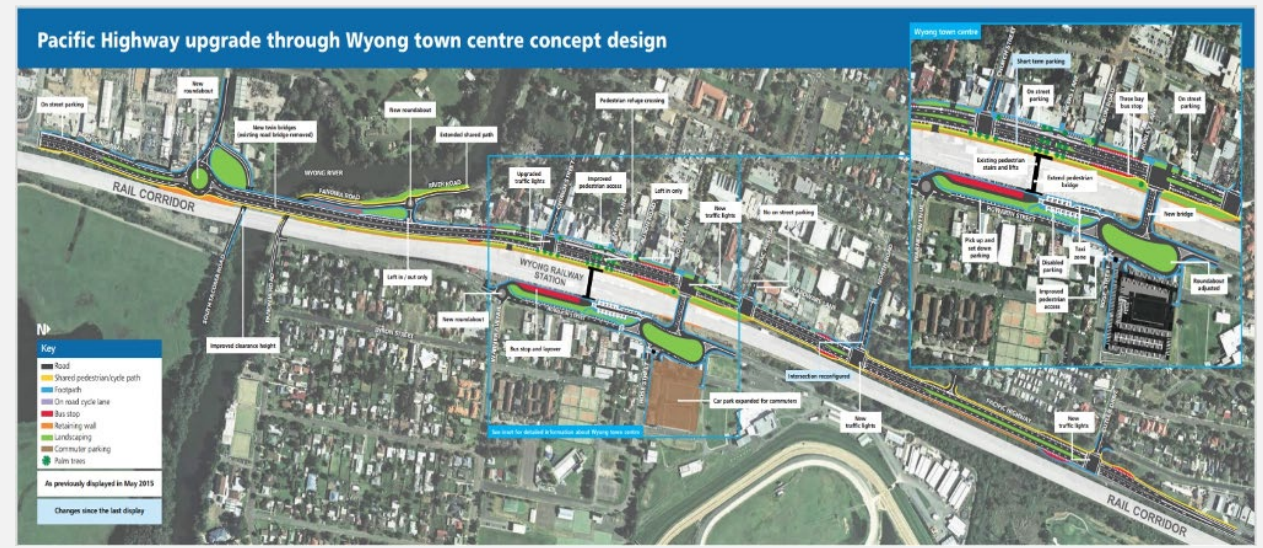 Pacific Highway upgrade through Wyong town centre concept design
Wyong town centre
Short term parking
On street
parking
Three bay
bus stop
On street
parking
Existing pedestrian
stairs and lifts
Extend pedestrian
bridge
New bridge
Pick up and
set down
parking
Disabled
parking
Taxi
zone
Improved
pedestrian
access
Roundabout
adjusted
On street parking
New
roundabout
New twin bridges
(existing road bridge removed)
New roundabout
Extended shared path
Pedestrian refuge crossing
WYONG RIVER
PANONIA ROAD
RIVER ROAD
RAIL CORRIDOR
Upgraded
traffic lights
Improved
pedestrian access
Left in only
New
traffic lights
No on street parking
Left in / out only
WYONG RAILWAY
STATION
New roundabout
Bus stop and layover
BYRON STREET
Improved clearance height
Intersection reconfigured
Car park expanded for commuters
New
traffic lights
PACIFIC HIGHWAY
New
traffic lights
RAIL CORRIDOR
See inset for detailed information about Wyong town centre
N
Key
Road
Shared pedestrian/cycle path
Footpath
On road cycle lane
Bus stop
Retaining wall
Landscaping
Commuter parking
Palm trees
As previously displayed in May 2015
Changes since the last display